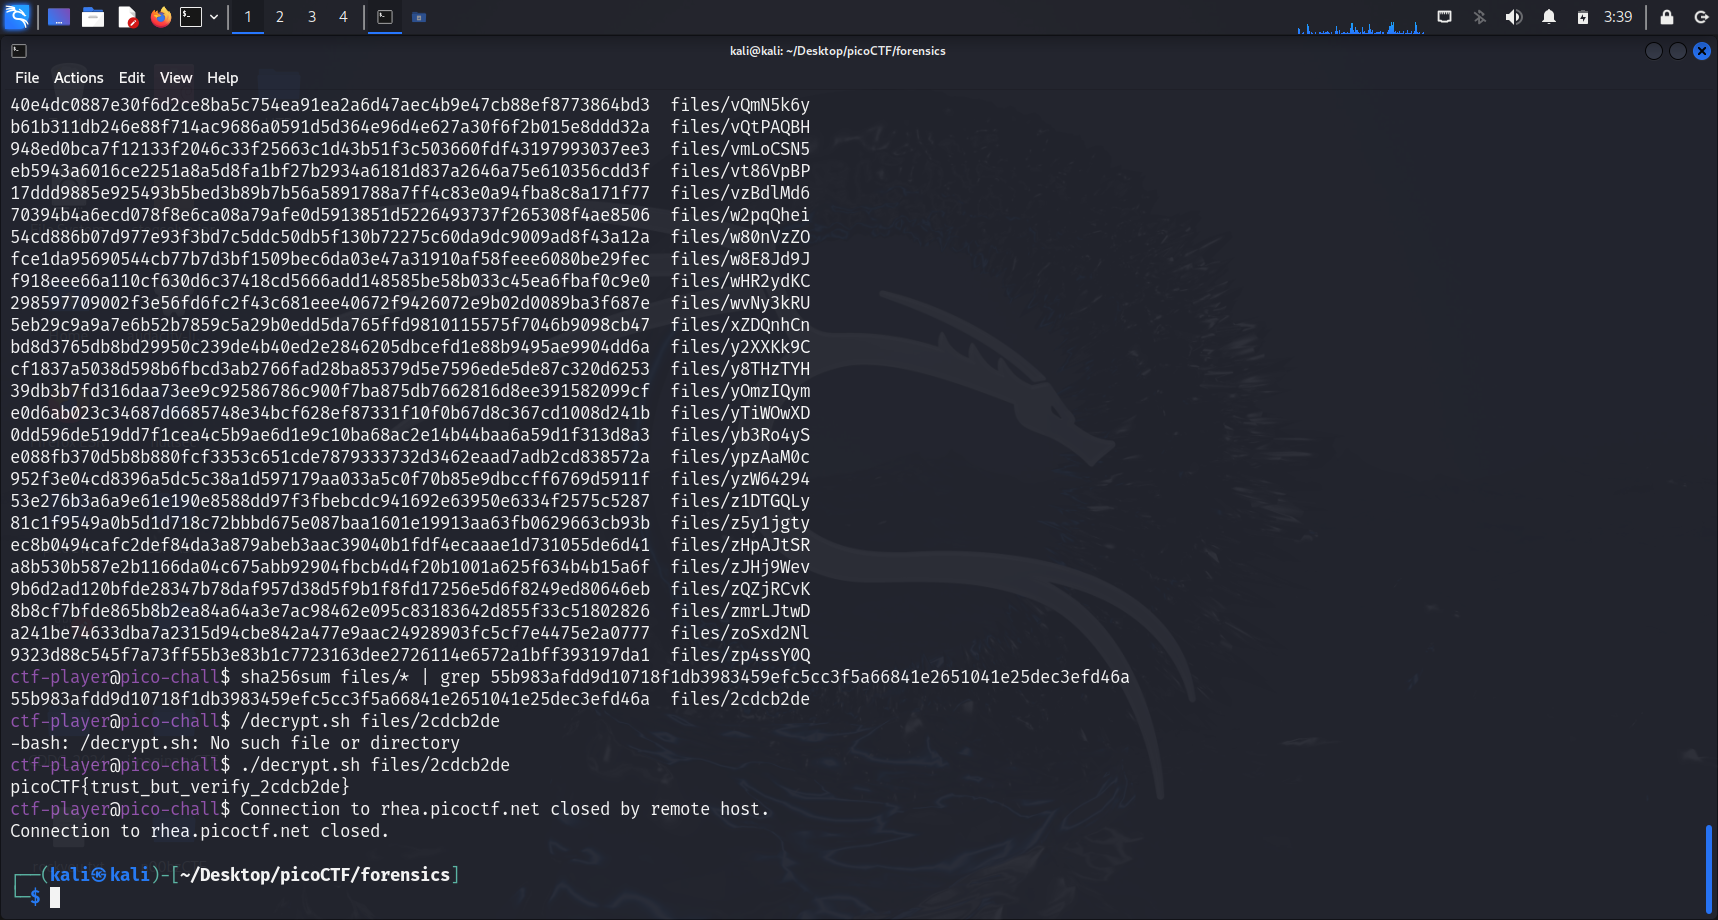 1 2 3 4 3:39
kali@kali: ~/Desktop/picoCTF/forensics
File Actions Edit View Help
40e4dc0887e30f6d2ce8ba5c754ea91ea2a6d47aec4b9e47cb88ef8773864bd3  files/vQmN5k6y
b61b311db246e88f714ac9686a0591d5d364e96d4e627a30f6f2b015e8ddd32a  files/vQtPAQBH
948ed0bca7f12133f2046c33f25663c1d43b51f3c503660fdf43197993037ee3  files/vmLoCSN5
eb5943a6016ce2251a8a5d8fa1bf27b2934a6181d837a2646a75e610356cdd3f  files/vt86VpBP
17ddd9885e925493b5bed3b89b7b56a5891788a7ff4c83e0a94fba8c8a171f77  files/vzBdlMd6
70394b4a6ecd078f8e6ca08a79afe0d5913851d5226493737f265308f4ae8506  files/w2pqQhei
54cd886b07d977e93f3bd7c5ddc50db5f130b72275c60da9dc9009ad8f43a12a  files/w80nVzZO
fce1da95690544cb77b7d3bf1509bec6da03e47a31910af58feee6080be29fec  files/w8E8Jd9J
f918eee66a110cf630d6c37418cd5666add148585be58b033c45ea6fbaf0c9e0  files/wHR2ydKC
298597709002f3e56fd6fc2f43c681eee40672f9426072e9b02d0089ba3f687e  files/wvNy3kRU
5eb29c9a9a7e6b52b7859c5a29b0edd5da765ffd9810115575f7046b9098cb47  files/xZDQnhCn
bd8d3765db8bd29950c239de4b40ed2e2846205dbcefd1e88b9495ae9904dd6a  files/y2XXKk9C
cf1837a5038d598b6fbcd3ab2766fad28ba85379d5e7596ede5de87c320d6253  files/y8THzTYH
39db3b7fd316daa73ee9c92586786c900f7ba875db7662816d8ee391582099cf  files/yOmzIQym
e0d6ab023c34687d6685748e34bcf628ef87331f10f0b67d8c367cd1008d241b  files/yTiWOwXD
0dd596de519dd7f1cea4c5b9ae6d1e9c10ba68ac2e14b44baa6a59d1f313d8a3  files/yb3Ro4yS
e088fb370d5b8b880fcf3353c651cde7879333732d3462eaad7adb2cd838572a  files/ypzAaM0c
952f3e04cd8396a5dc5c38a1d597179aa033a5c0f70b85e9dbccff6769d5911f  files/yzW64294
53e276b3a6a9e61e190e8588dd97f3fbebcdc941692e63950e6334f2575c5287  files/z1DTGQLy
81c1f9549a0b5d1d718c72bbbd675e087baa1601e19913aa63fb0629663cb93b  files/z5y1jgty
ec8b0494cafc2def84da3a879abeb3aac39040b1fdf4ecaaae1d731055de6d41  files/zHpAJtSR
a8b530b587e2b1166da04c675abb92904fbcb4d4f20b1001a625f634b4b15a6f  files/zJHj9Wev
9b6d2ad120bfde28347b78daf957d38d5f9b1f8fd17256e5d6f8249ed80646eb  files/zQZjRCvK
8b8cf7bfde865b8b2ea84a64a3e7ac98462e095c83183642d855f33c51802826  files/zmrLJtwD
a241be74633dba7a2315d94cbe842a477e9aac24928903fc5cf7e4475e2a0777  files/zoSxd2Nl
9323d88c545f7a73ff55b3e83b1c7723163dee2726114e6572a1bff393197da1  files/zp4ssY0Q
ctf-player@pico-chall$ sha256sum files/* | grep 55b983afdd9d10718f1db3983459efc5cc3f5a66841e2651041e25dec3efd46a
55b983afdd9d10718f1db3983459efc5cc3f5a66841e2651041e25dec3efd46a  files/2cdcb2de
ctf-player@pico-chall$ /decrypt.sh files/2cdcb2de
-bash: /decrypt.sh: No such file or directory
ctf-player@pico-chall$ ./decrypt.sh files/2cdcb2de
picoCTF{trust_but_verify_2cdcb2de}
ctf-player@pico-chall$ Connection to rhea.picoctf.net closed by remote host.
Connection to rhea.picoctf.net closed.
┌──(kali㉿kali)-[~/Desktop/picoCTF/forensics]
└─$